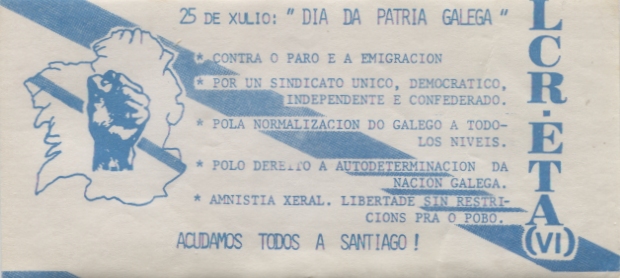 25 DE XULIO: "DIA DA PATRIA GALEGA"
* CONTRA O PARO E A EMIGRACION
* POR UN SINDICATO UNICO, DEMOCRATICO,
INDEPENDENTE E CONFEDERADO.
* POLA NORMALIZACION DO GALEGO A TODO-
LOS NIVEIS.
* POLO DEREITO A AUTODETERMINACION DA
NACION GALEGA.
* AMNISTIA XERAL. LIBERTADE SIN RESTRI-
CIONS PRA O POBO.
ACUDAMOS TODOS A SANTIAGO!
LCR-ETA(VI)